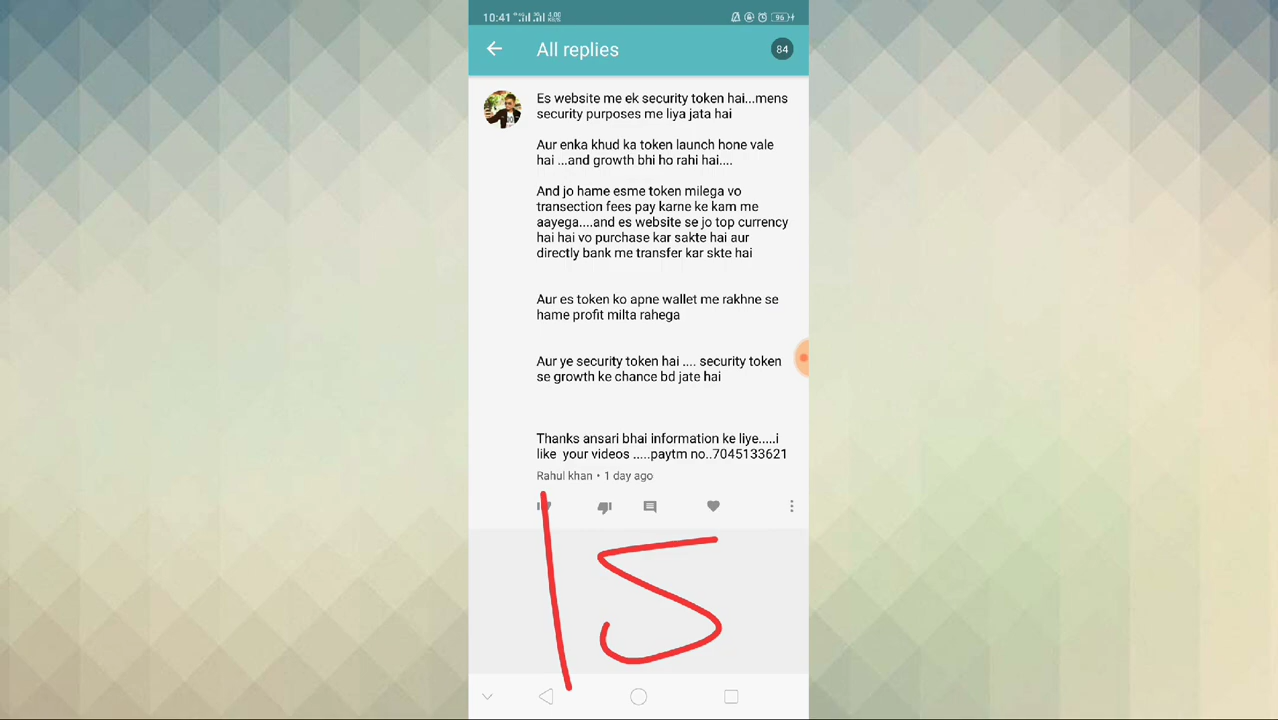 10:41 4G 3G 4.00 KB/S 96
All replies 84
Es website me ek security token hai...mens
security purposes me liya jata hai
Aur enka khud ka token launch hone vale
hai ...and growth bhi ho rahi hai....
And jo hame esme token milega vo
transection fees pay karne ke kam me
aayega....and es website se jo top currency
hai hai vo purchase kar sakte hai aur
directly bank me transfer kar skte hai
Aur es token ko apne wallet me rakhne se
hame profit milta rahega
Aur ye security token hai .... security token
se growth ke chance bd jate hai
Thanks ansari bhai information ke liye.....i
like your videos .....paytm no..7045133621
Rahul khan • 1 day ago
15